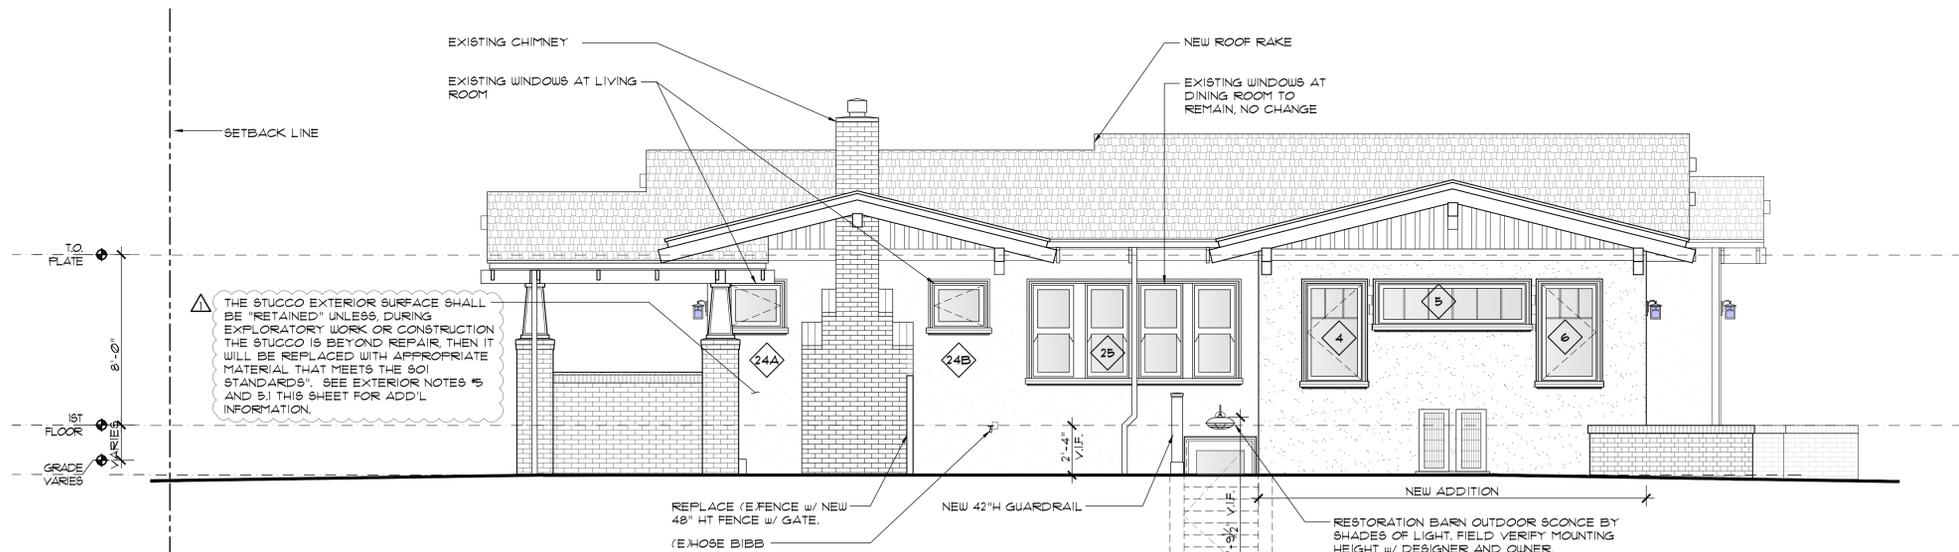 EXISTING CHIMNEY
NEW ROOF RAKE
EXISTING WINDOWS AT LIVING
ROOM
EXISTING WINDOWS AT
DINING ROOM TO
REMAIN, NO CHANGE
SETBACK LINE
T.O.
PLATE
8'-0"
1
THE STUCCO EXTERIOR SURFACE SHALL
BE "RETAINED" UNLESS, DURING
EXPLORATORY WORK OR CONSTRUCTION
THE STUCCO IS BEYOND REPAIR, THEN IT
WILL BE REPLACED WITH APPROPRIATE
MATERIAL THAT MEETS THE SOI
STANDARDS". SEE EXTERIOR NOTES #5
AND 5.1 THIS SHEET FOR ADD'L
INFORMATION.
24A
24B
25
4
5
6
1ST
FLOOR
VARIES
GRADE
VARIES
2'-4"
V.I.F.
REPLACE (E)FENCE w/ NEW
48" HT FENCE w/ GATE.
(E)HOSE BIBB
NEW 42"H GUARDRAIL
V.I.F.
NEW ADDITION
RESTORATION BARN OUTDOOR SCONCE BY
SHADES OF LIGHT. FIELD VERIFY MOUNTING
HEIGHT w/ DESIGNER AND OWNER.